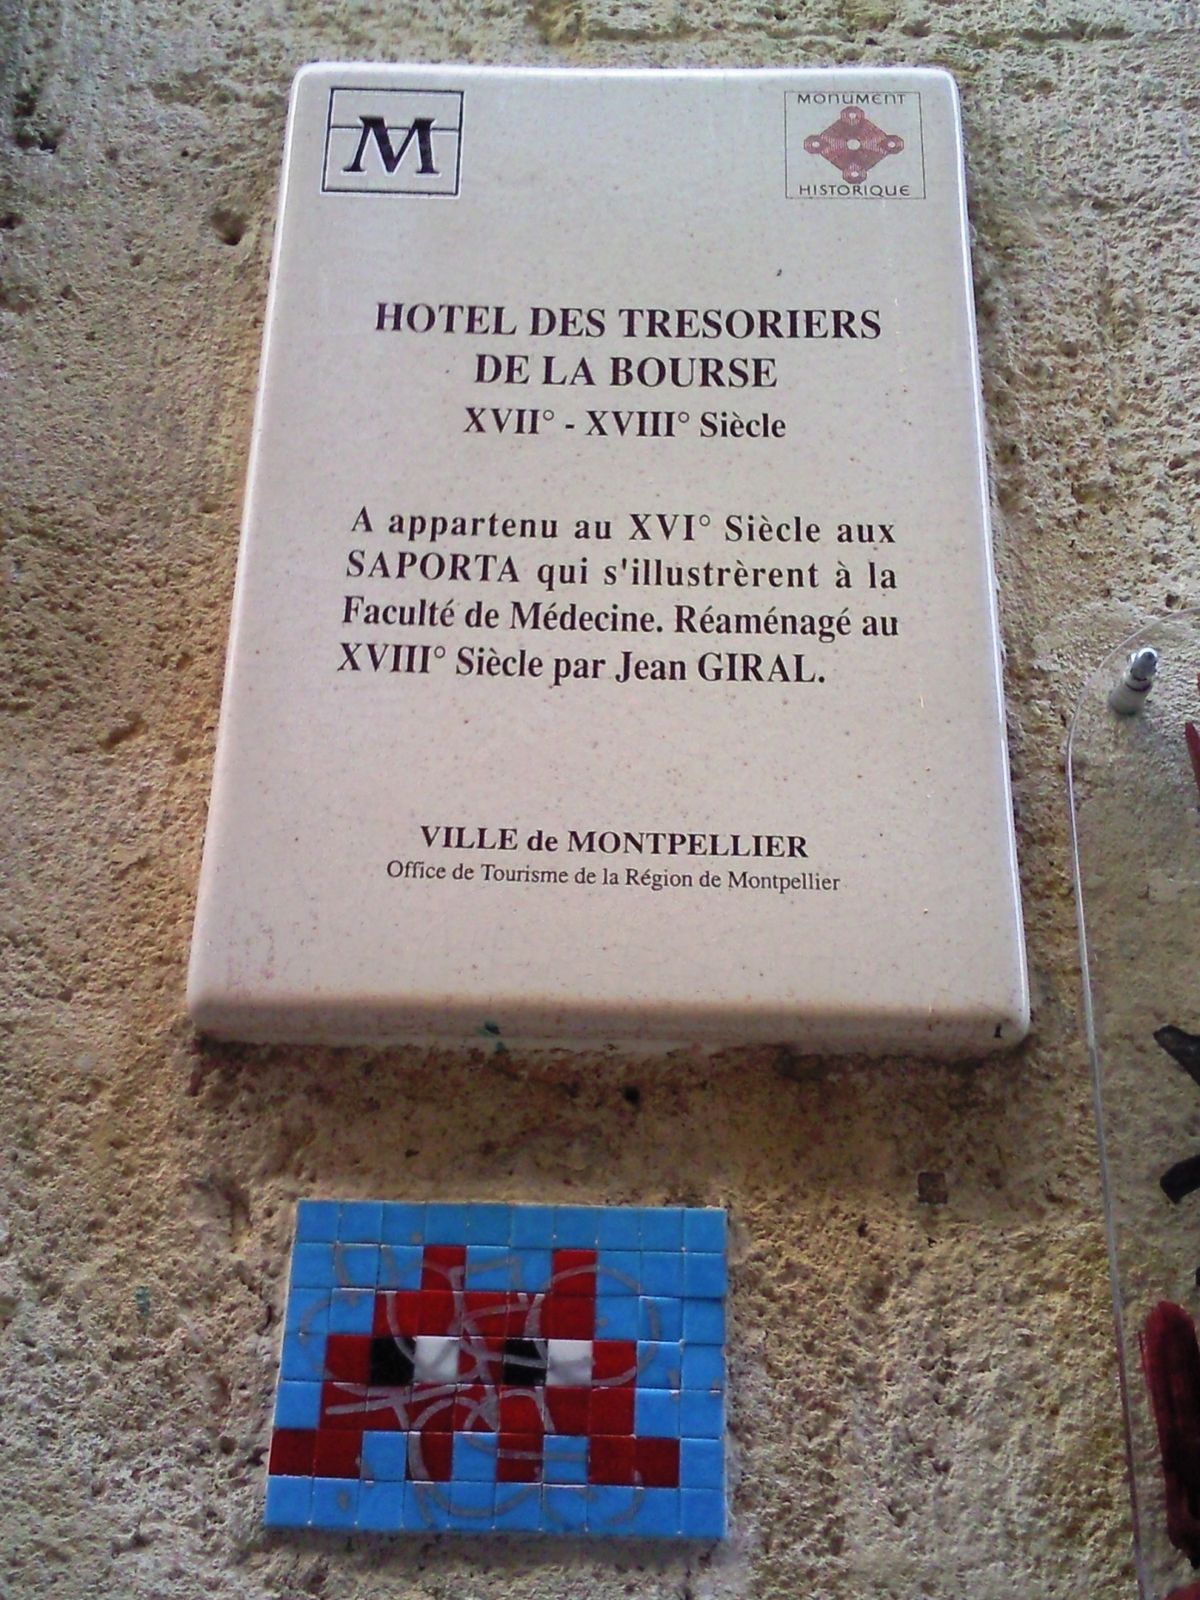 M
MONUMENT
HISTORIQUE
HOTEL DES TRESORIERS
DE LA BOURSE
XVII° - XVIII° Siècle
A appartenu au XVI° Siècle aux
SAPORTA qui s'illustrèrent à la
Faculté de Médecine. Réaménagé au
XVIII° Siècle par Jean GIRAL.
VILLE de MONTPELLIER
Office de Tourisme de la Région de Montpellier